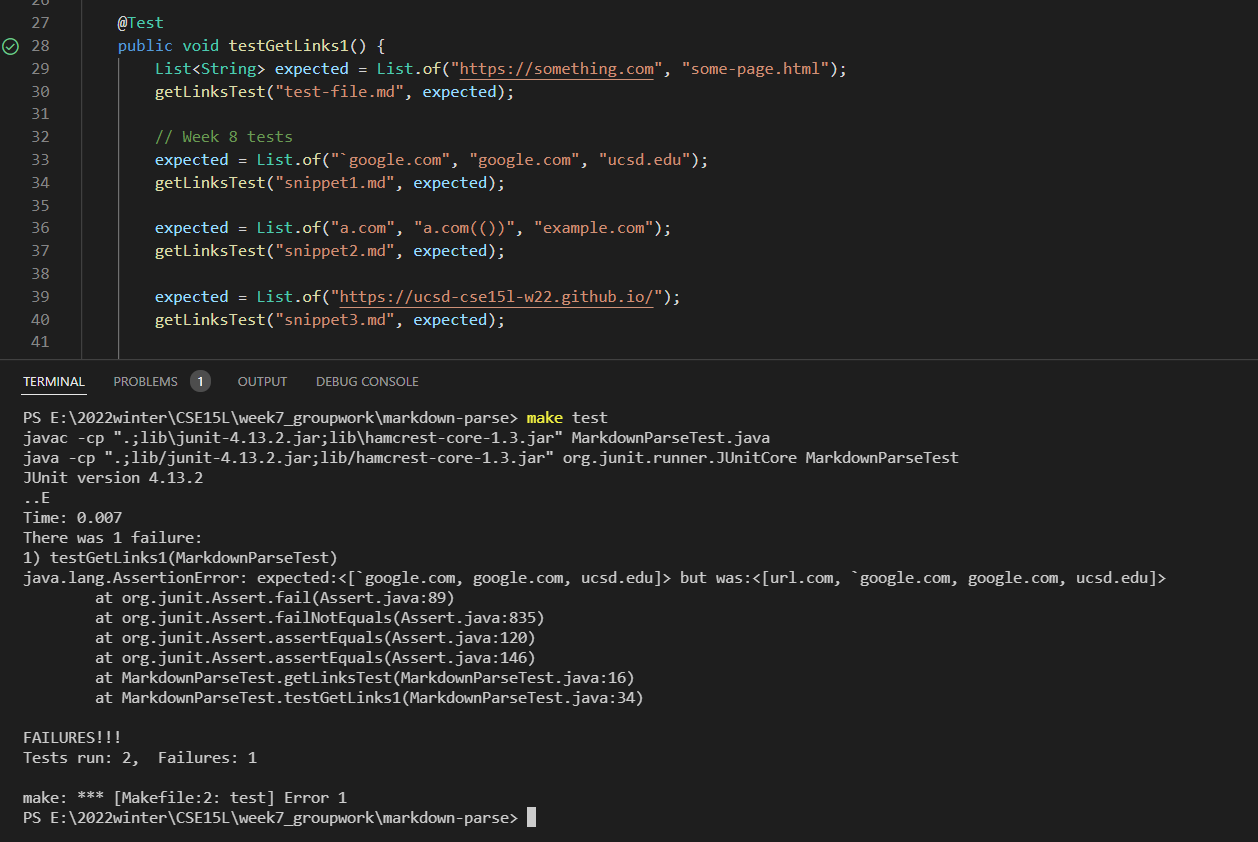 26
27 @Test
28 public void testGetLinks1() {
29 List<String> expected = List.of("https://something.com", "some-page.html");
30 getLinksTest("test-file.md", expected);
31
32 // Week 8 tests
33 expected = List.of("`google.com", "google.com", "ucsd.edu");
34 getLinksTest("snippet1.md", expected);
35
36 expected = List.of("a.com", "a.com(())", "example.com");
37 getLinksTest("snippet2.md", expected);
38
39 expected = List.of("https://ucsd-cse15l-w22.github.io/");
40 getLinksTest("snippet3.md", expected);
41
TERMINAL PROBLEMS 1 OUTPUT DEBUG CONSOLE
PS E:\2022winter\CSE15L\week7_groupwork\markdown-parse> make test
javac -cp ".;lib\junit-4.13.2.jar;lib\hamcrest-core-1.3.jar" MarkdownParseTest.java
java -cp ".;lib/junit-4.13.2.jar;lib/hamcrest-core-1.3.jar" org.junit.runner.JUnitCore MarkdownParseTest
JUnit version 4.13.2
..E
Time: 0.007
There was 1 failure:
1) testGetLinks1(MarkdownParseTest)
java.lang.AssertionError: expected:<[`google.com, google.com, ucsd.edu]> but was:<[url.com, `google.com, google.com, ucsd.edu]>
at org.junit.Assert.fail(Assert.java:89)
at org.junit.Assert.failNotEquals(Assert.java:835)
at org.junit.Assert.assertEquals(Assert.java:120)
at org.junit.Assert.assertEquals(Assert.java:146)
at MarkdownParseTest.getLinksTest(MarkdownParseTest.java:16)
at MarkdownParseTest.testGetLinks1(MarkdownParseTest.java:34)
FAILURES!!!
Tests run: 2,  Failures: 1
make: *** [Makefile:2: test] Error 1
PS E:\2022winter\CSE15L\week7_groupwork\markdown-parse>